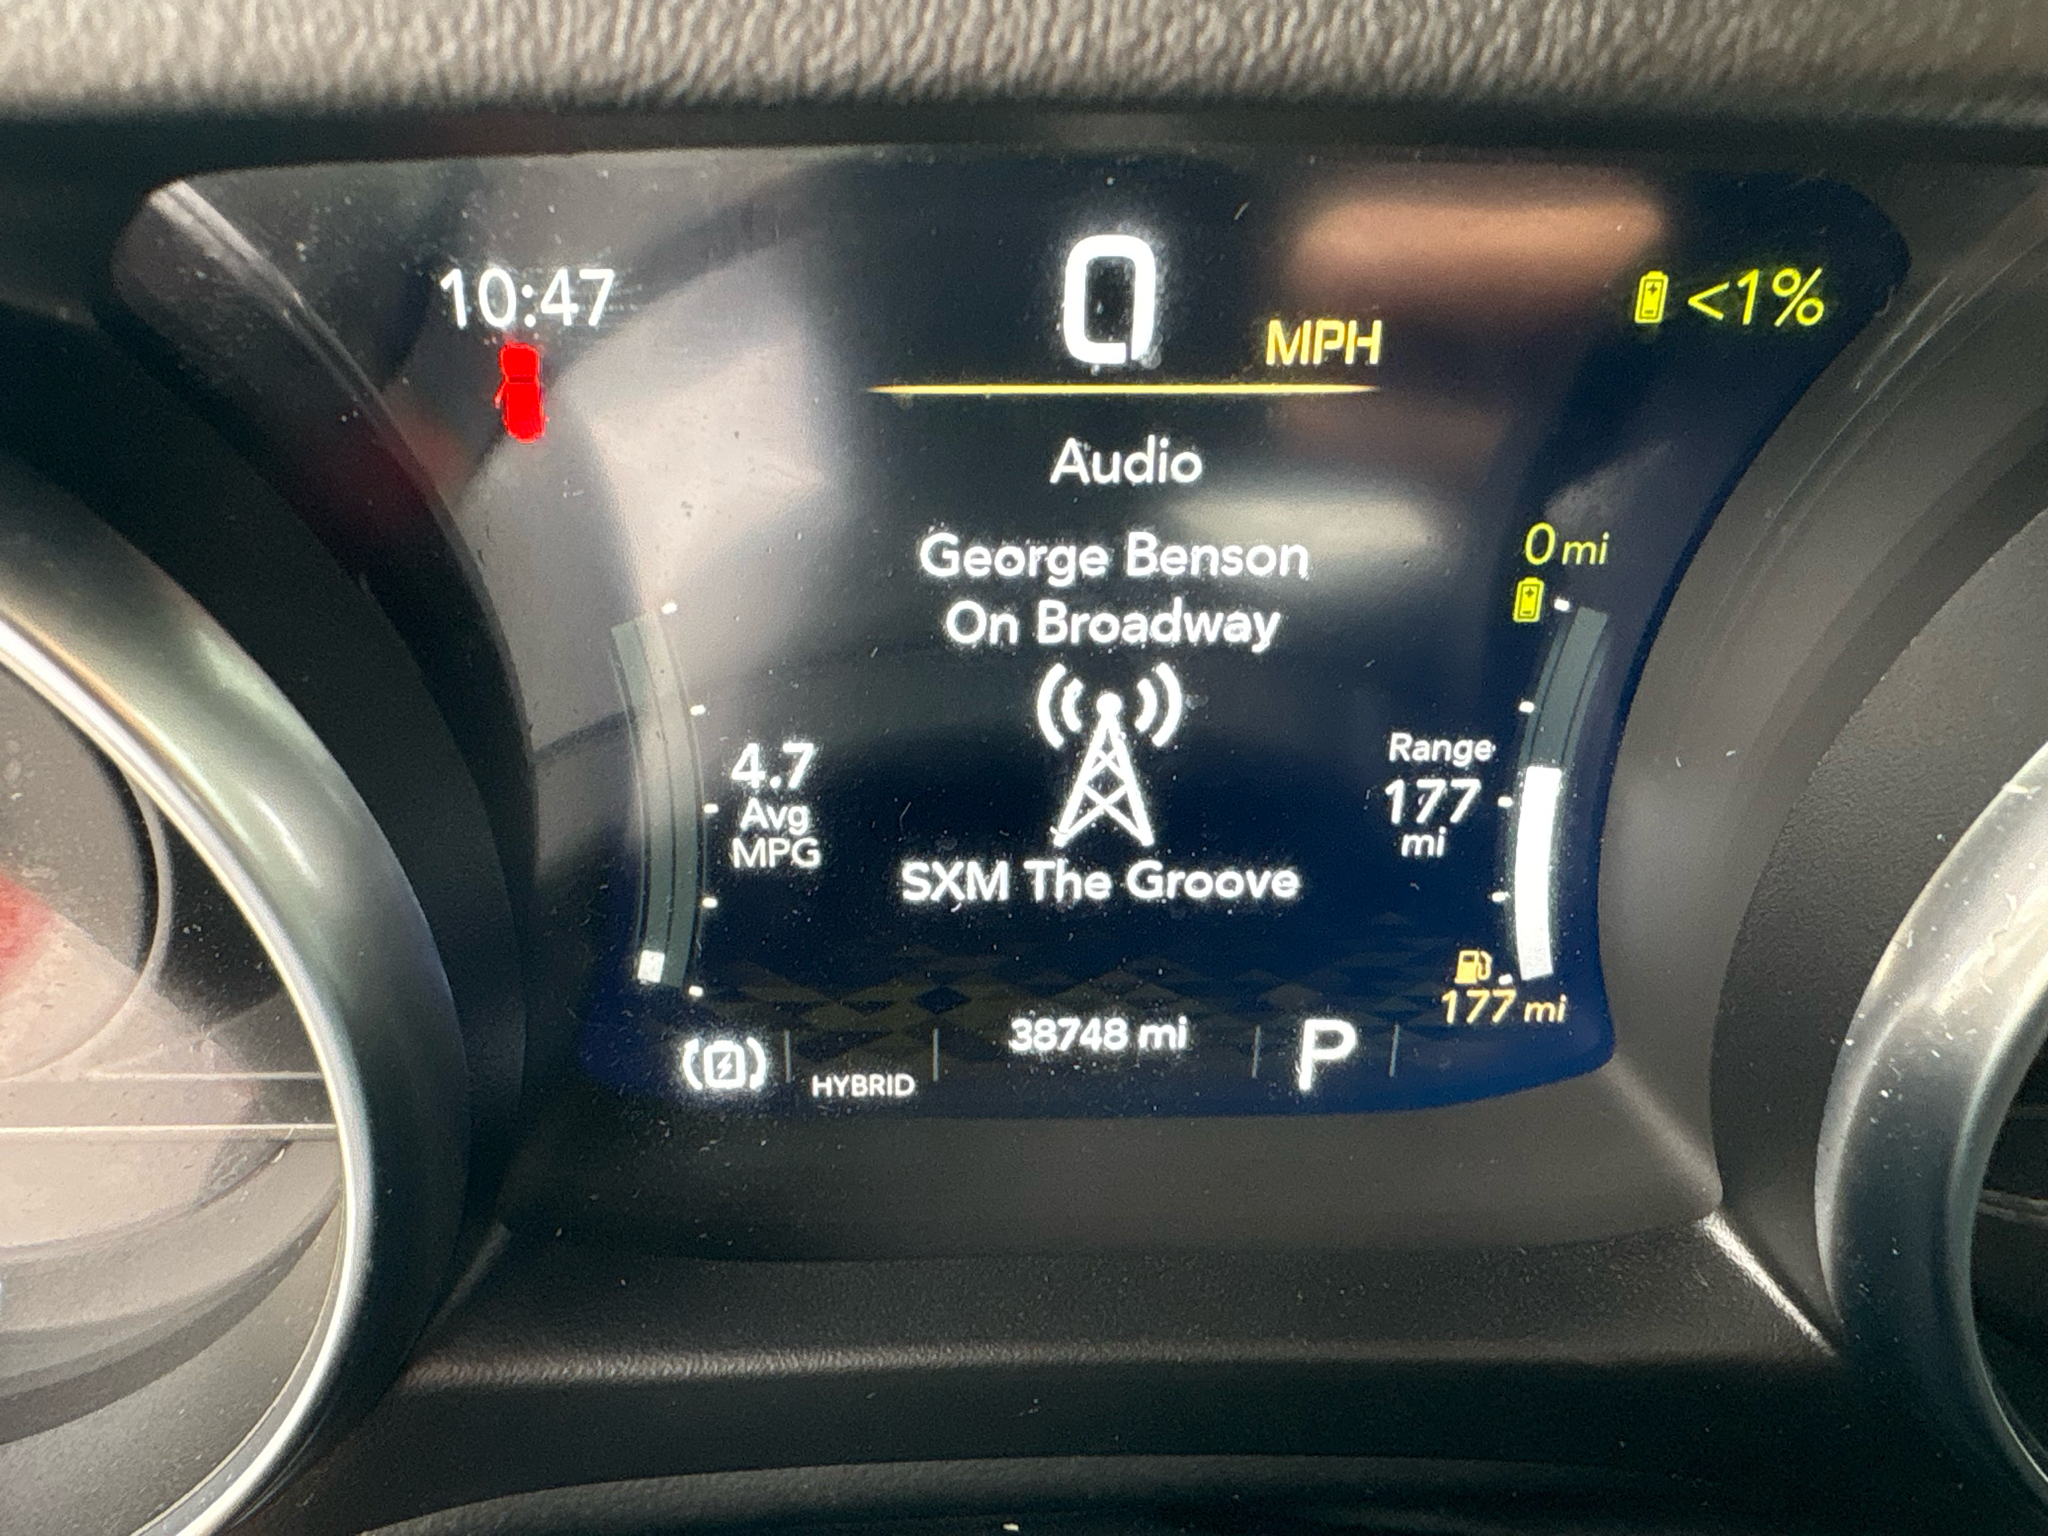 10:47
0 MPH
<1%
Audio
George Benson
On Broadway
0 mi
4.7
Avg
MPG
Range
177
mi
SXM The Groove
177 mi
HYBRID
38748 mi
P